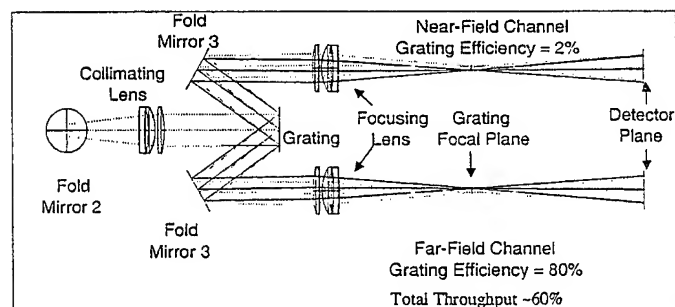 Fold
Mirror 3
Near-Field Channel
Grating Efficiency = 2%
Collimating
Lens
Grating
Focusing
Lens
Grating
Focal Plane
Detector
Plane
Fold
Mirror 2
Fold
Mirror 3
Far-Field Channel
Grating Efficiency = 80%
Total Throughput ~60%